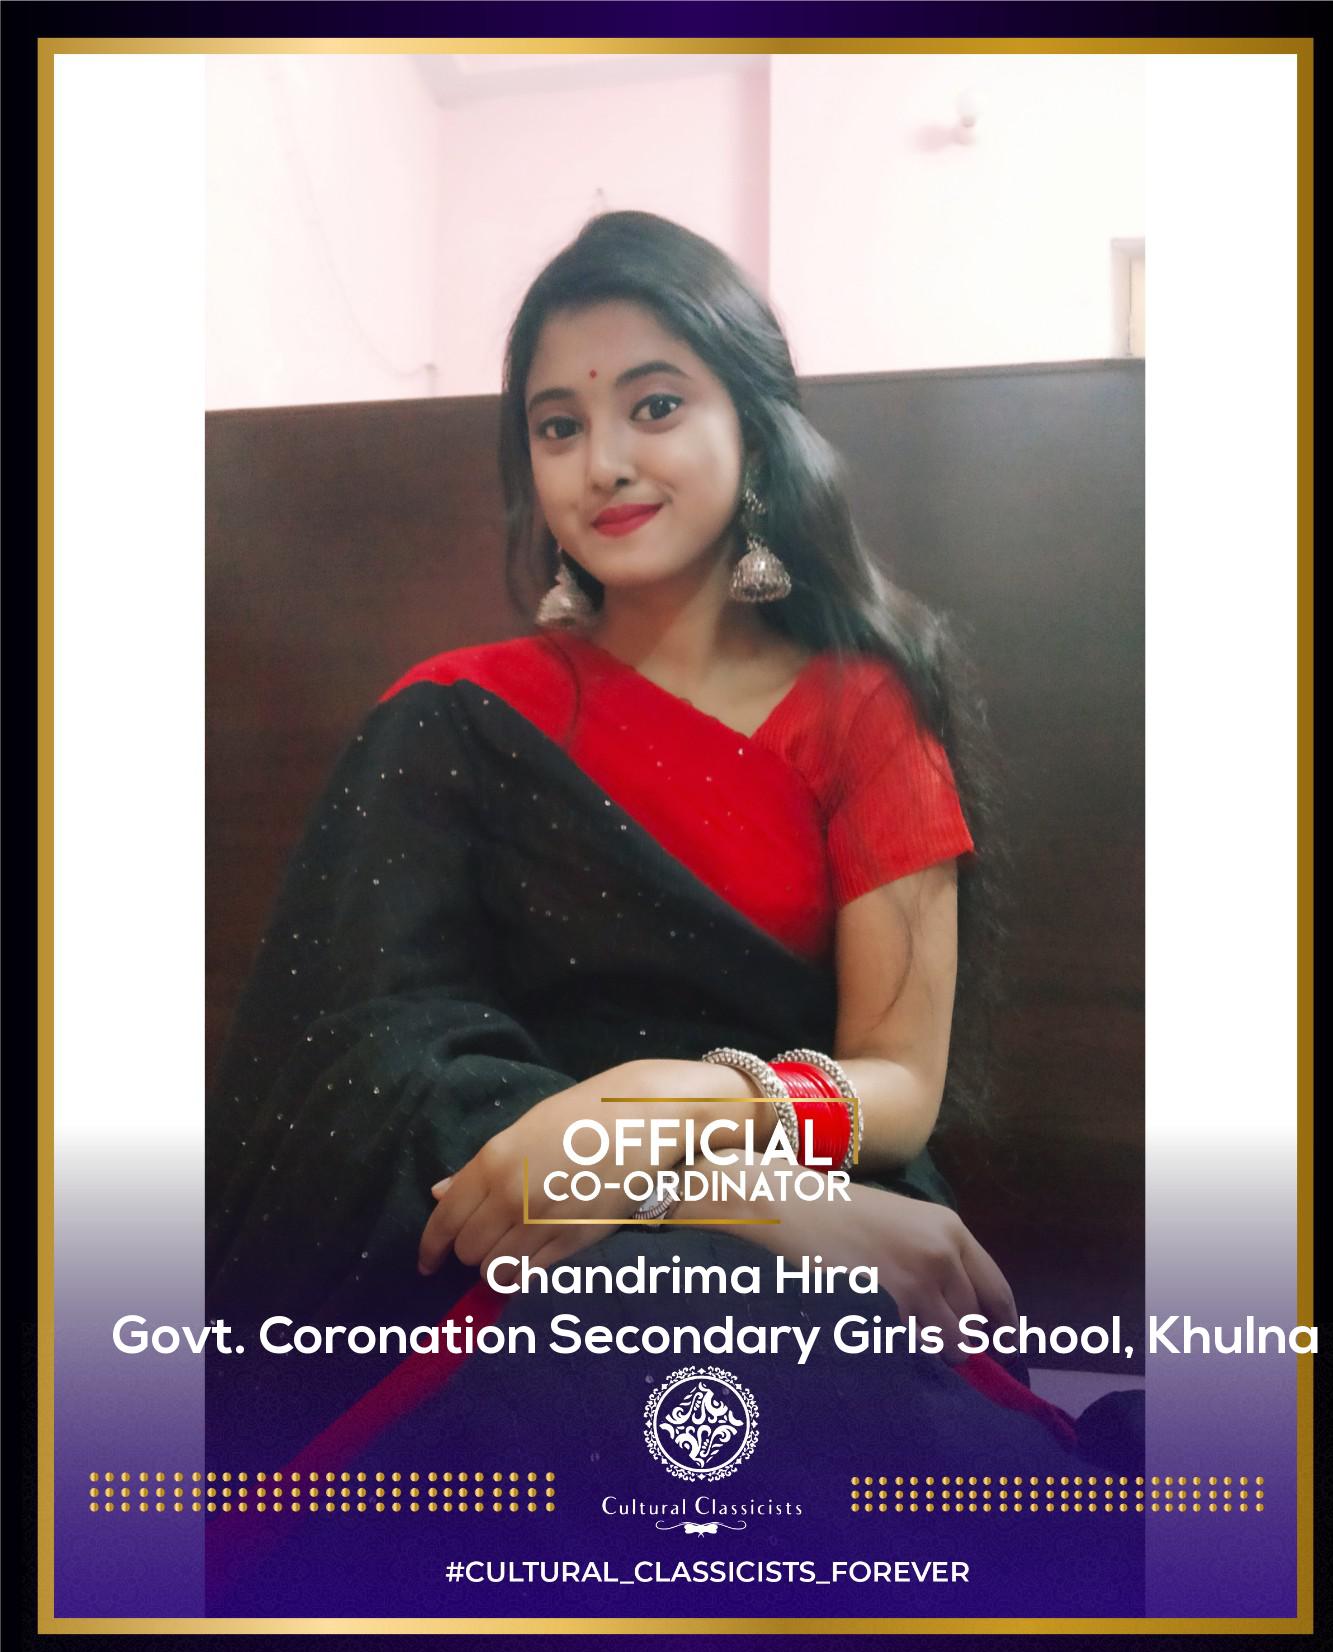 OFFICIAL
CO-ORDINATOR
Chandrima Hira
Govt. Coronation Secondary Girls School, Khulna
Cultural Classicists
#CULTURAL_CLASSICISTS_FOREVER